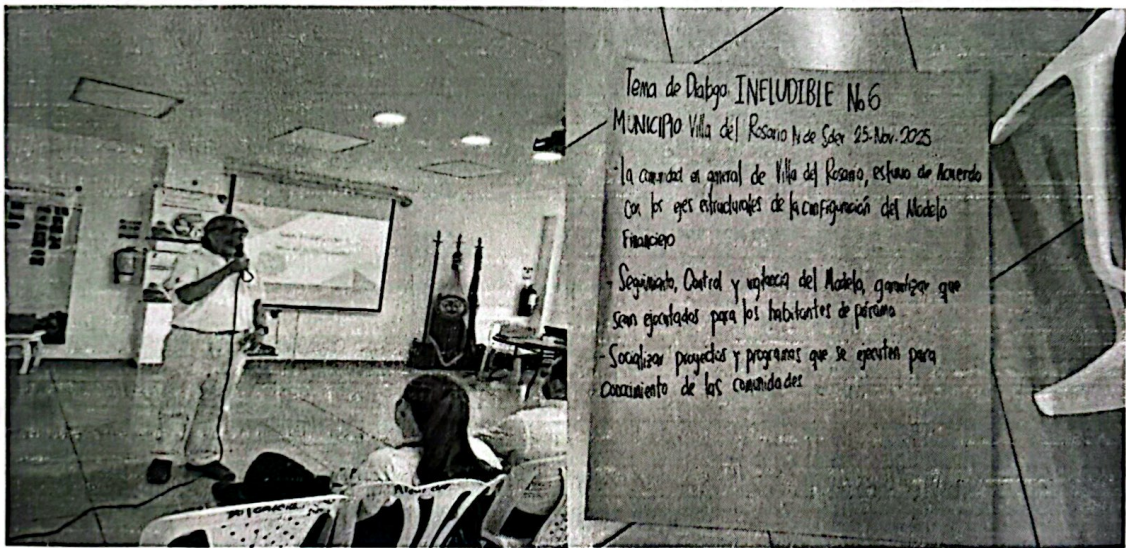 Tema de Diabgo INELUDIBLE No 6
MUNICIPIO Villa del Rosario N de Sder 25-Nov-2025
- la comunidad en general de Villa del Rosario, estuvo de Acuerdo
con los ejes estructurales de la configuración del Modelo
Financiero
- Seguimiento, Control y vigilancia del Modelo, garantizar que
sean ejecutados para los habitantes de páramo
- Socializar proyectos y programas que se ejecuten para
conocimiento de las comunidades